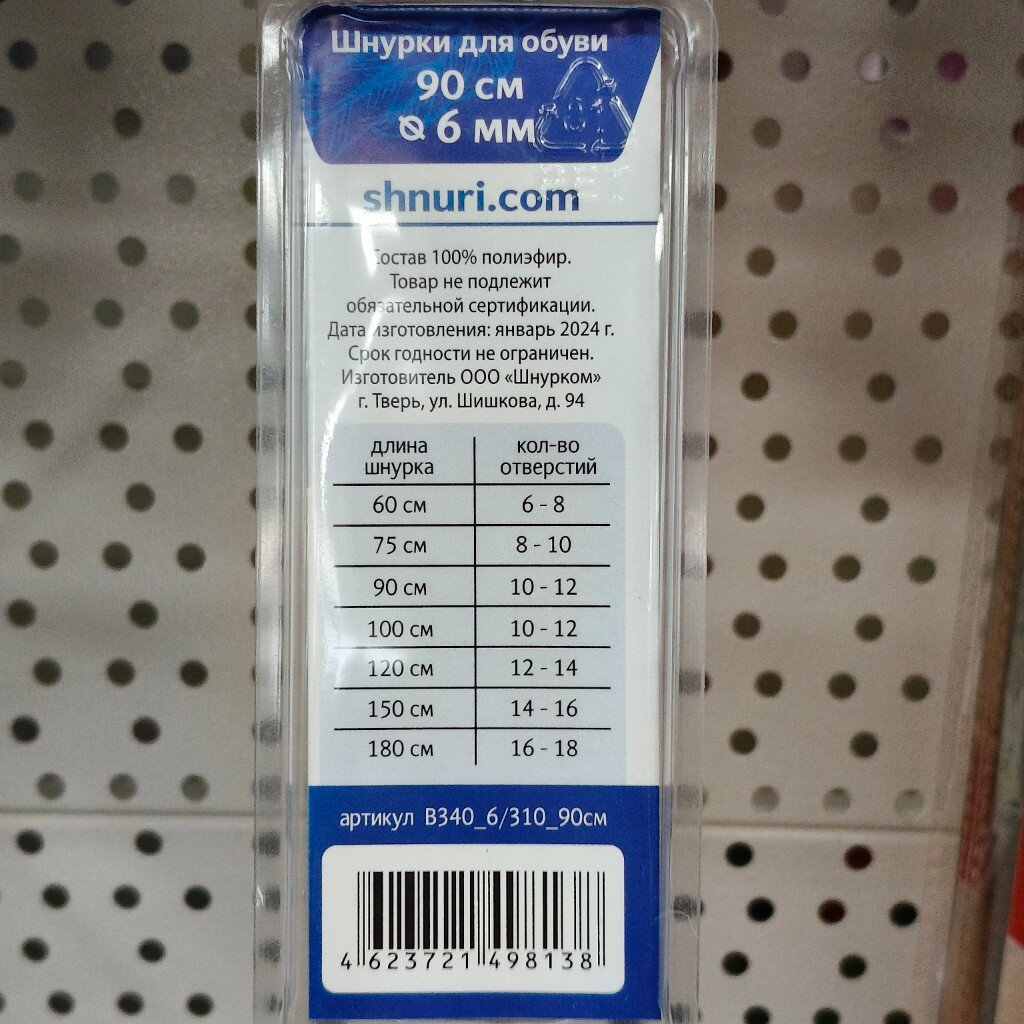 Шнурки для обуви
90 см
⌀ 6 мм
01
PET
shnuri.com
Состав 100% полиэфир.
Товар не подлежит
обязательной сертификации.
Дата изготовления: январь 2024 г.
Срок годности не ограничен.
Изготовитель ООО «Шнурком»
г. Тверь, ул. Шишкова, д. 94
длина кол-во
шнурка отверстий
60 см 6 - 8
75 см 8 - 10
90 см 10 - 12
100 см 10 - 12
120 см 12 - 14
150 см 14 - 16
180 см 16 - 18
артикул В340_6/310_90см
4 623721 498138